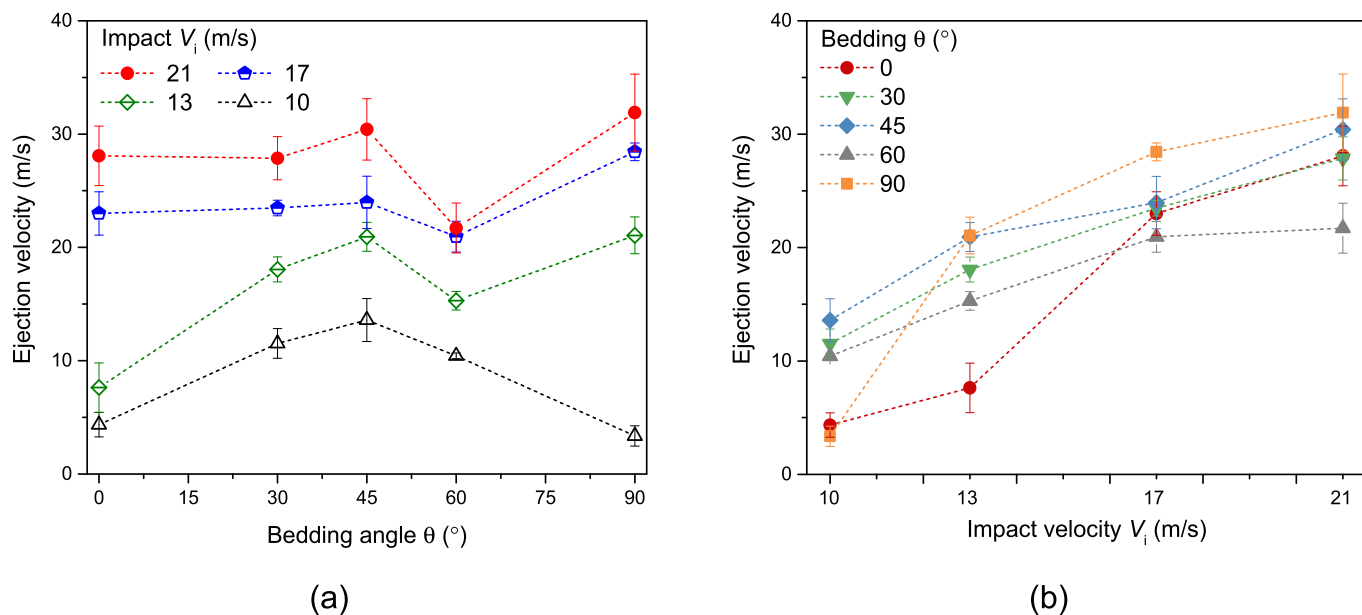 40
30
20
10
0
Ejection velocity (m/s)
Impact Vi (m/s)
21 17
13 10
0 15 30 45 60 75 90
Bedding angle θ (°)
(a)
40
30
20
10
0
Ejection velocity (m/s)
Bedding θ (°)
0
30
45
60
90
10 13 17 21
Impact velocity Vi (m/s)
(b)